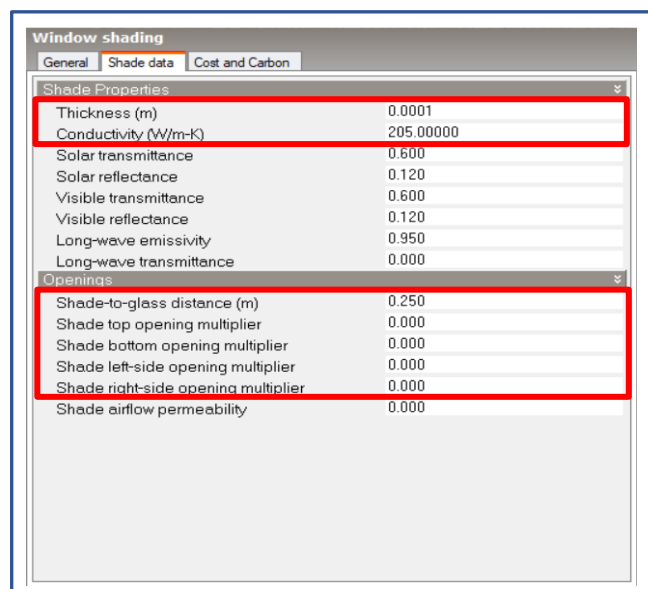 Window shading
General Shade data Cost and Carbon
Shade Properties
Thickness (m) 0.0001
Conductivity (W/m-K) 205.00000
Solar transmittance 0.600
Solar reflectance 0.120
Visible transmittance 0.600
Visible reflectance 0.120
Long-wave emissivity 0.950
Long-wave transmittance 0.000
Openings
Shade-to-glass distance (m) 0.250
Shade top opening multiplier 0.000
Shade bottom opening multiplier 0.000
Shade left-side opening multiplier 0.000
Shade right-side opening multiplier 0.000
Shade airflow permeability 0.000